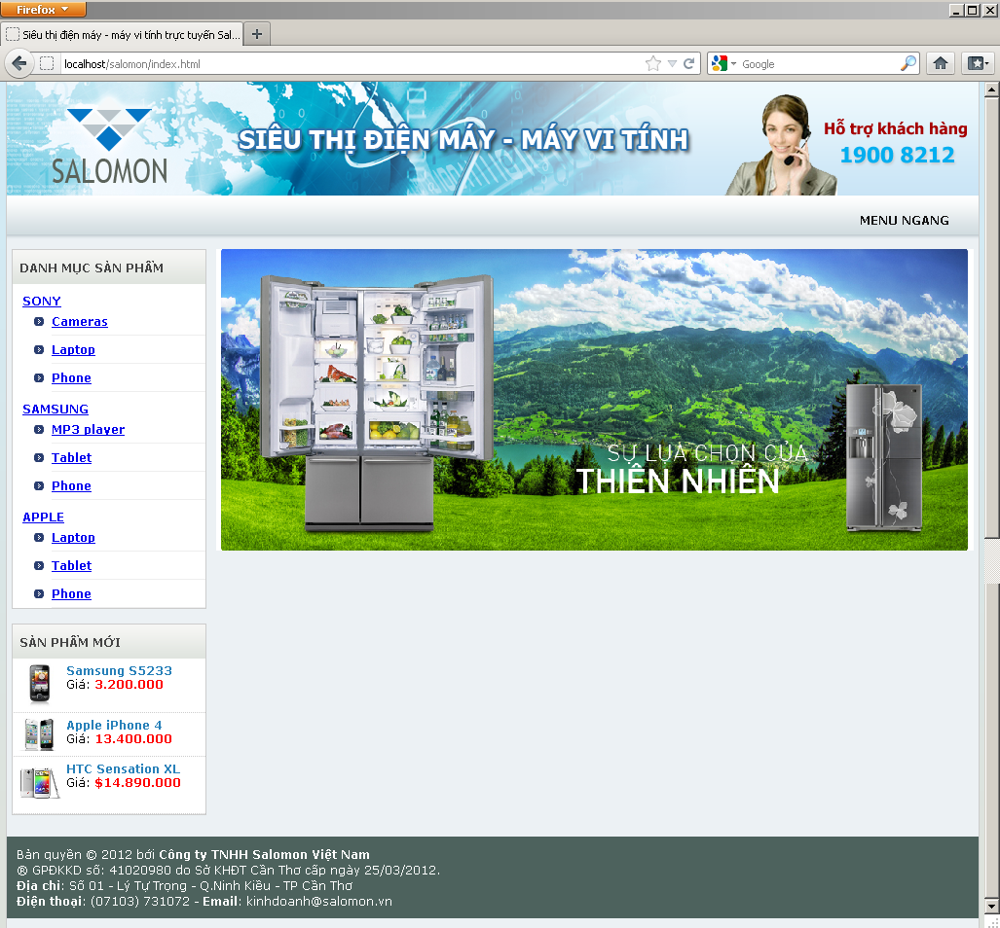 Firefox
Siêu thị điện máy - máy vi tính trực tuyến Sal...
localhost/salomon/index.html
Google
SALOMON
SIÊU THỊ ĐIỆN MÁY - MÁY VI TÍNH
Hỗ trợ khách hàng
1900 8212
MENU NGANG
DANH MỤC SẢN PHẨM
SONY
Cameras
Laptop
Phone
SAMSUNG
MP3 player
Tablet
Phone
APPLE
Laptop
Tablet
Phone
SỰ LỰA CHỌN CỦA
THIÊN NHIÊN
SẢN PHẨM MỚI
Samsung S5233
Giá: 3.200.000
Apple iPhone 4
Giá: 13.400.000
HTC Sensation XL
Giá: $14.890.000
Bản quyền © 2012 bởi Công ty TNHH Salomon Việt Nam
® GPĐKKD số: 41020980 do Sở KHĐT Cần Thơ cấp ngày 25/03/2012.
Địa chỉ: Số 01 - Lý Tự Trọng - Q.Ninh Kiều - TP Cần Thơ
Điện thoại: (07103) 731072 - Email: kinhdoanh@salomon.vn